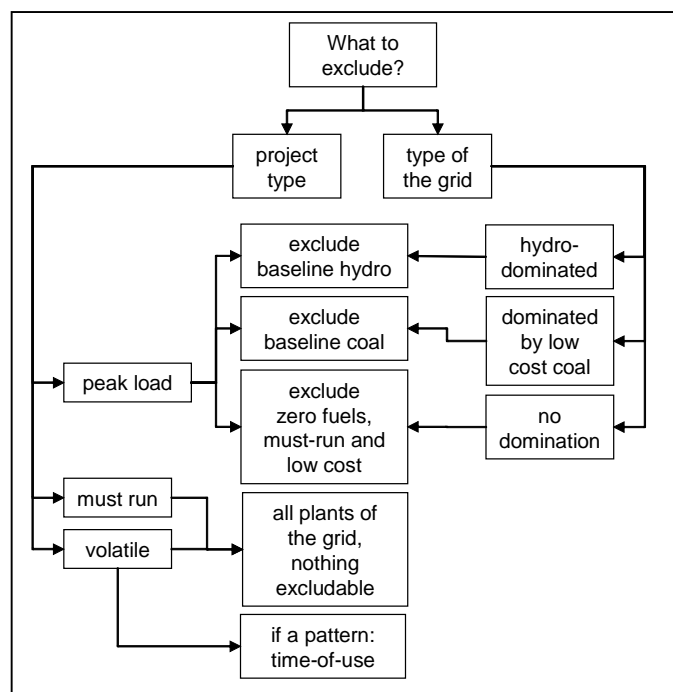 What to
exclude?
project
type
type of
the grid
exclude
baseline hydro
hydro-
dominated
exclude
baseline coal
dominated
by low
cost coal
peak load
exclude
zero fuels,
must-run and
low cost
no
domination
must run
volatile
all plants of
the grid,
nothing
excludable
if a pattern:
time-of-use